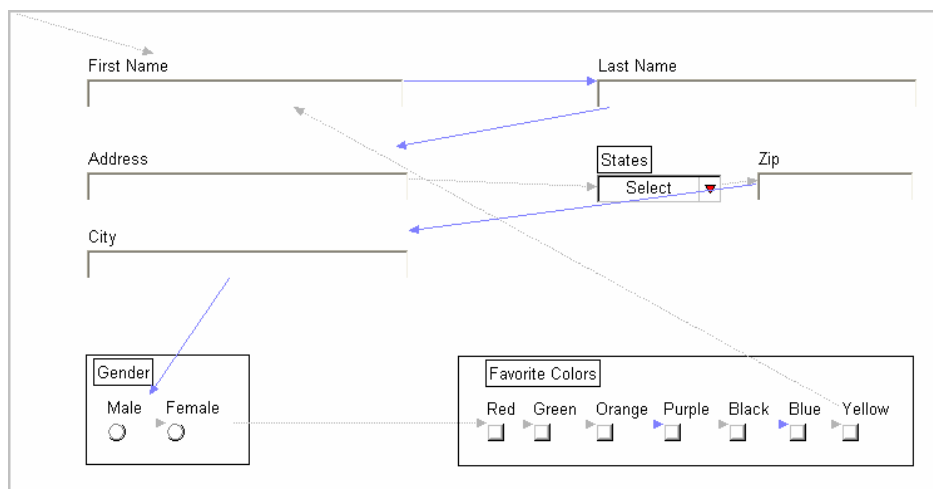 First Name
Last Name
Address
States
Zip
Select
City
Gender
Male
Female
Favorite Colors
Red
Green
Orange
Purple
Black
Blue
Yellow